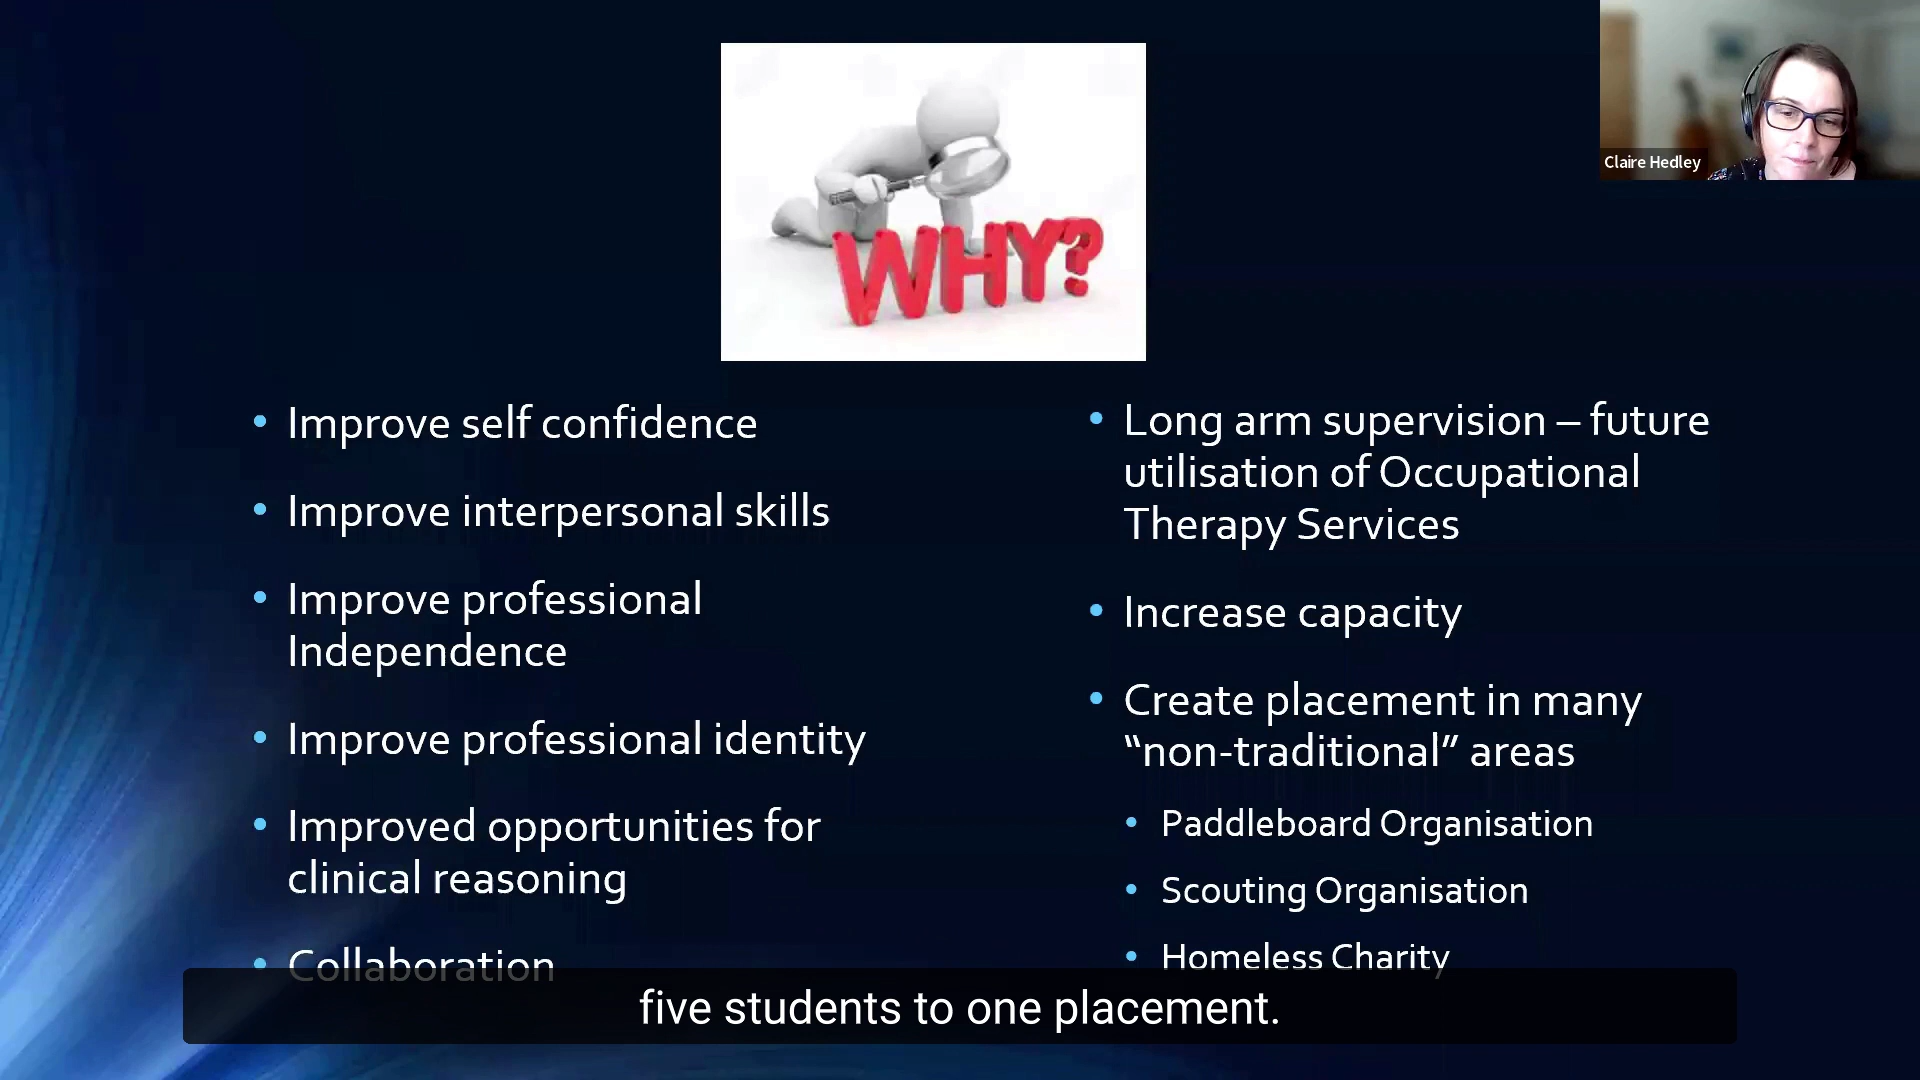 WHY?
Claire Hedley
• Improve self confidence
• Improve interpersonal skills
• Improve professional
Independence
• Improve professional identity
• Improved opportunities for
clinical reasoning
• Collaboration
• Long arm supervision – future
utilisation of Occupational
Therapy Services
• Increase capacity
• Create placement in many
“non-traditional” areas
• Paddleboard Organisation
• Scouting Organisation
• Homeless Charity
five students to one placement.